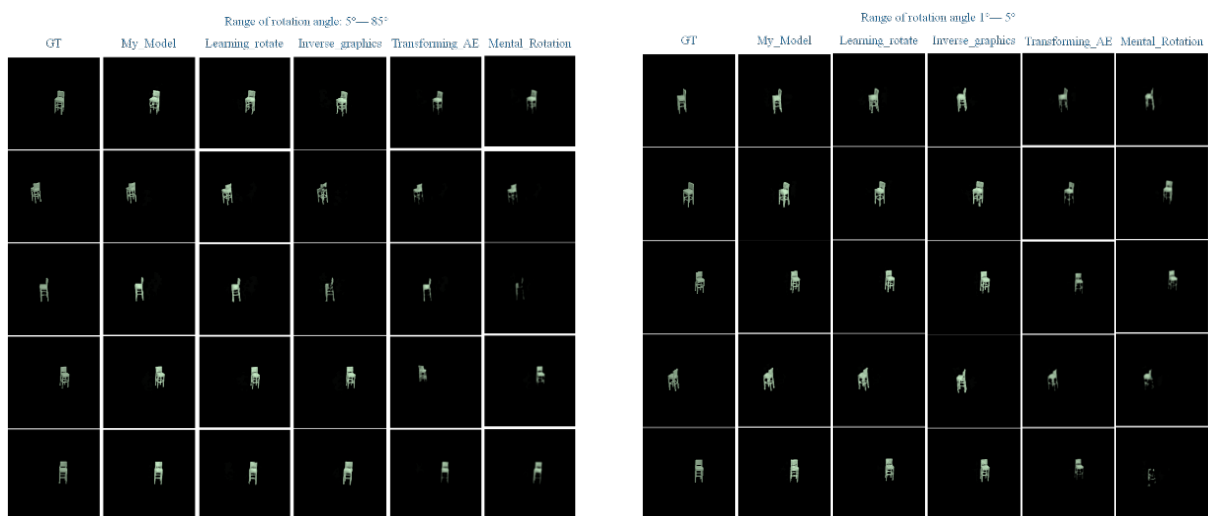 Range of rotation angle: 5°— 85°
GT My_Model Learning_rotate Inverse_graphics Transforming_AE Mental_Rotation
Range of rotation angle 1°— 5°
GT My_Model Learning_rotate Inverse_graphics Transforming_AE Mental_Rotation